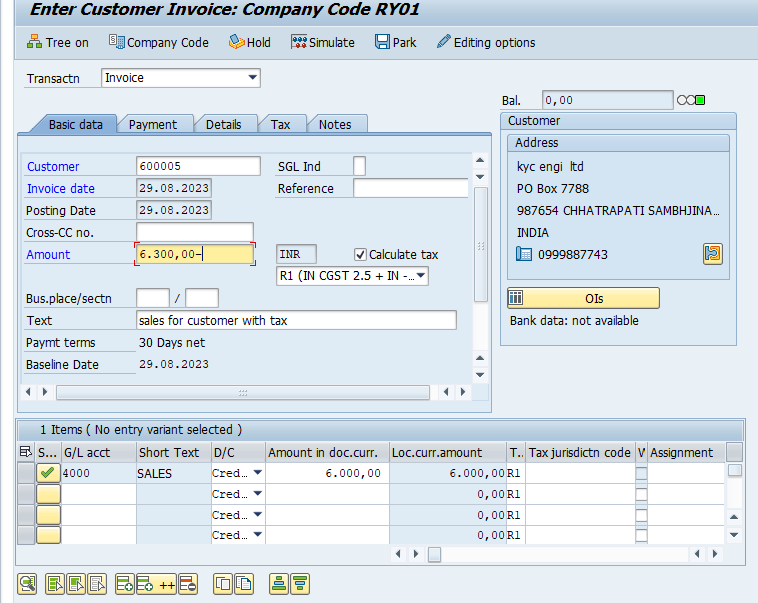 Enter Customer Invoice: Company Code RY01
Tree on Company Code Hold Simulate Park Editing options
Transactn Invoice
Bal. 0,00
Basic data Payment Details Tax Notes
Customer 600005 SGL Ind
Invoice date 29.08.2023 Reference
Posting Date 29.08.2023
Cross-CC no.
Amount 6.300,00- INR Calculate tax
R1 (IN CGST 2.5 + IN -...
Bus.place/sectn /
Text sales for customer with tax
Paymt terms 30 Days net
Baseline Date 29.08.2023
Customer
Address
kyc engi ltd
PO Box 7788
987654 CHHATRAPATI SAMBHJINA...
INDIA
0999887743
OIs
Bank data: not available
1 Items ( No entry variant selected )
S... G/L acct Short Text D/C Amount in doc.curr. Loc.curr.amount T.. Tax jurisdictn code V Assignment
4000 SALES Cred... 6.000,00 6.000,00 R1
Cred... 0,00 R1
Cred... 0,00 R1
Cred... 0,00 R1